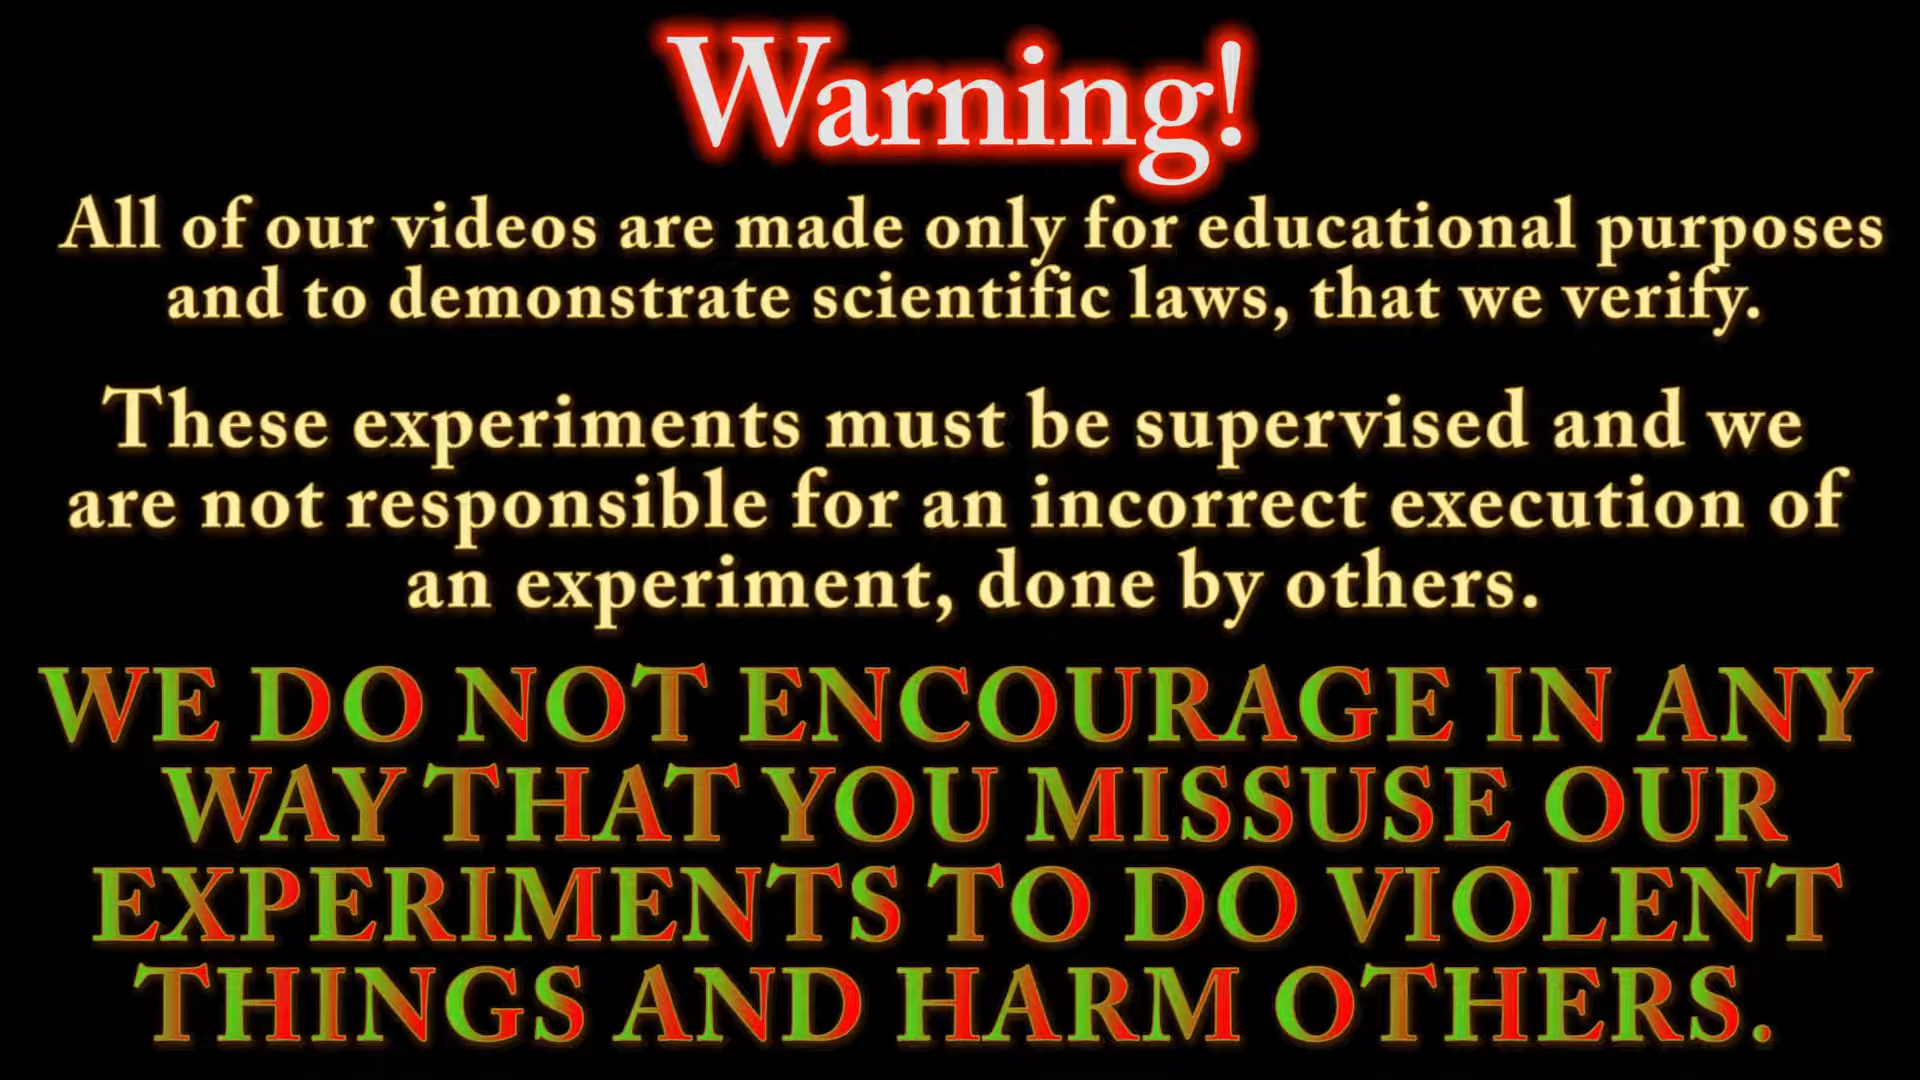 Warning!
All of our videos are made only for educational purposes
and to demonstrate scientific laws, that we verify.
These experiments must be supervised and we
are not responsible for an incorrect execution of
an experiment, done by others.
WE DO NOT ENCOURAGE IN ANY
WAY THAT YOU MISSUSE OUR
EXPERIMENTS TO DO VIOLENT
THINGS AND HARM OTHERS.